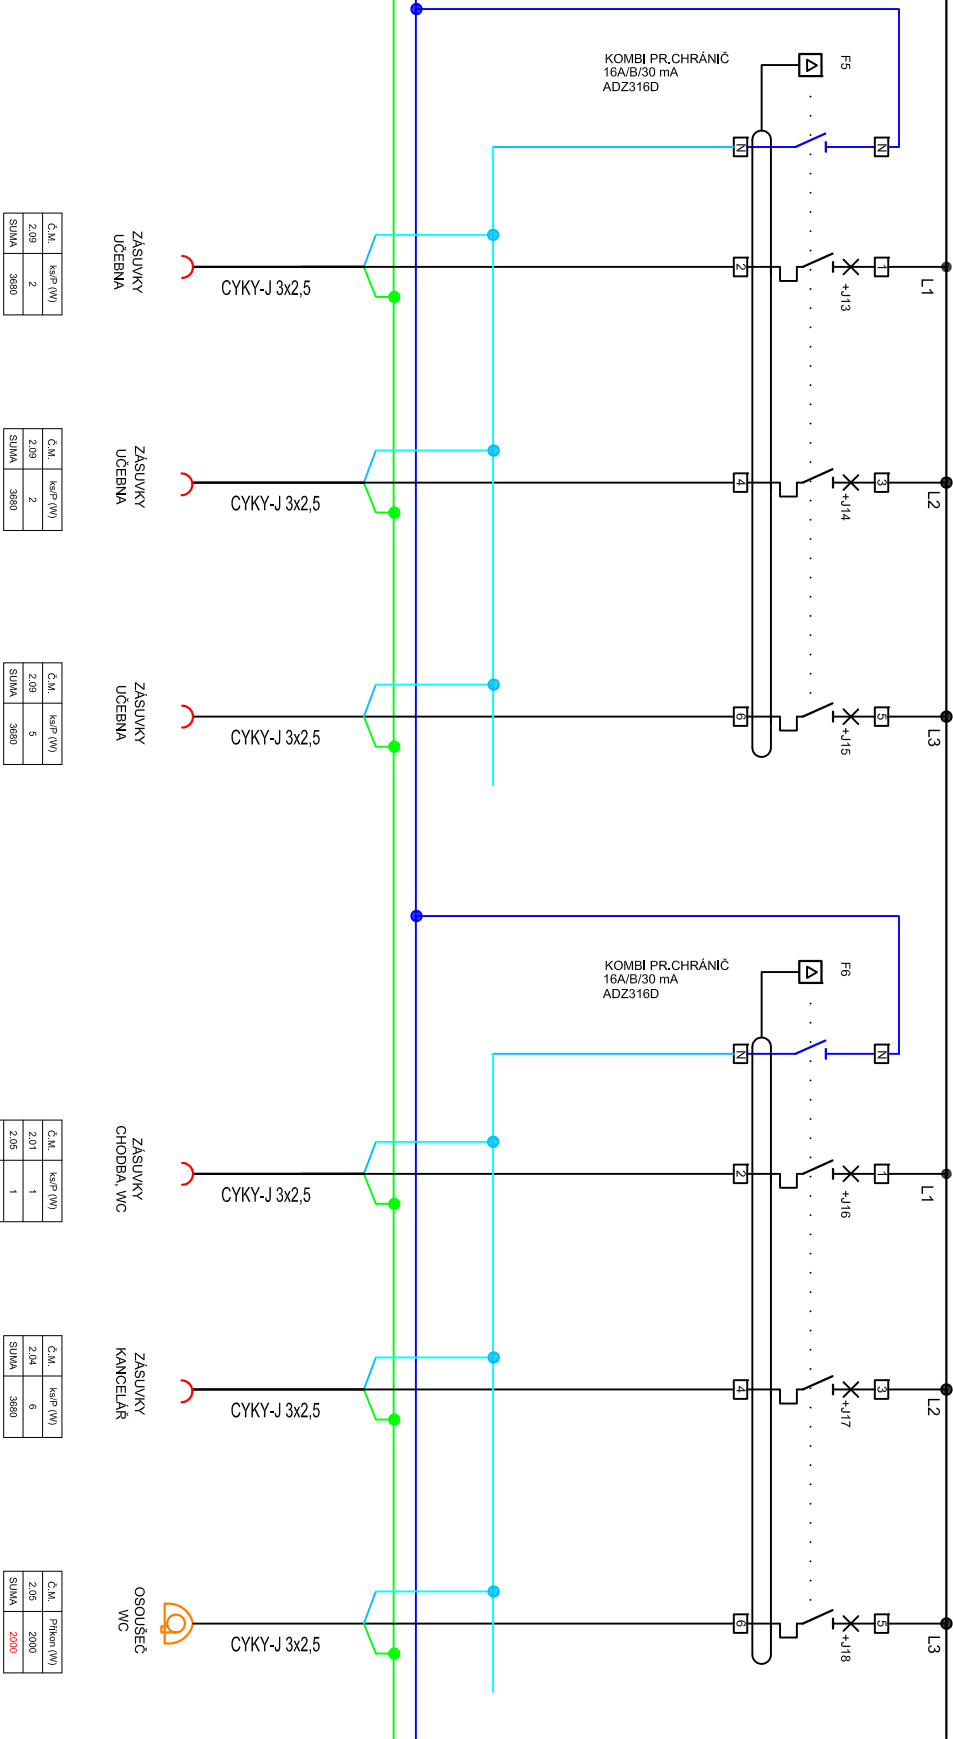 KOMBI PR.CHRÁNIČ
16A/B/30 mA
ADZ316D
F5
N
N
ZÁSUVKY
UČEBNA
CYKY-J 3x2,5
2
1
+J13
L1
Č.M. ks/P (W)
2.09 2
SUMA 3680
ZÁSUVKY
UČEBNA
CYKY-J 3x2,5
4
3
+J14
L2
Č.M. ks/P (W)
2.09 2
SUMA 3680
ZÁSUVKY
UČEBNA
CYKY-J 3x2,5
6
5
+J15
L3
Č.M. ks/P (W)
2.09 5
SUMA 3680
KOMBI PR.CHRÁNIČ
16A/B/30 mA
ADZ316D
F6
N
N
ZÁSUVKY
CHODBA, WC
CYKY-J 3x2,5
2
1
+J16
L1
Č.M. ks/P (W)
2.01 1
2.05 1
ZÁSUVKY
KANCELÁŘ
CYKY-J 3x2,5
4
3
+J17
L2
Č.M. ks/P (W)
2.04 6
SUMA 3680
OSOUŠEČ
WC
CYKY-J 3x2,5
6
5
+J18
L3
Č.M. Příkon (W)
2.05 2000
SUMA 2000